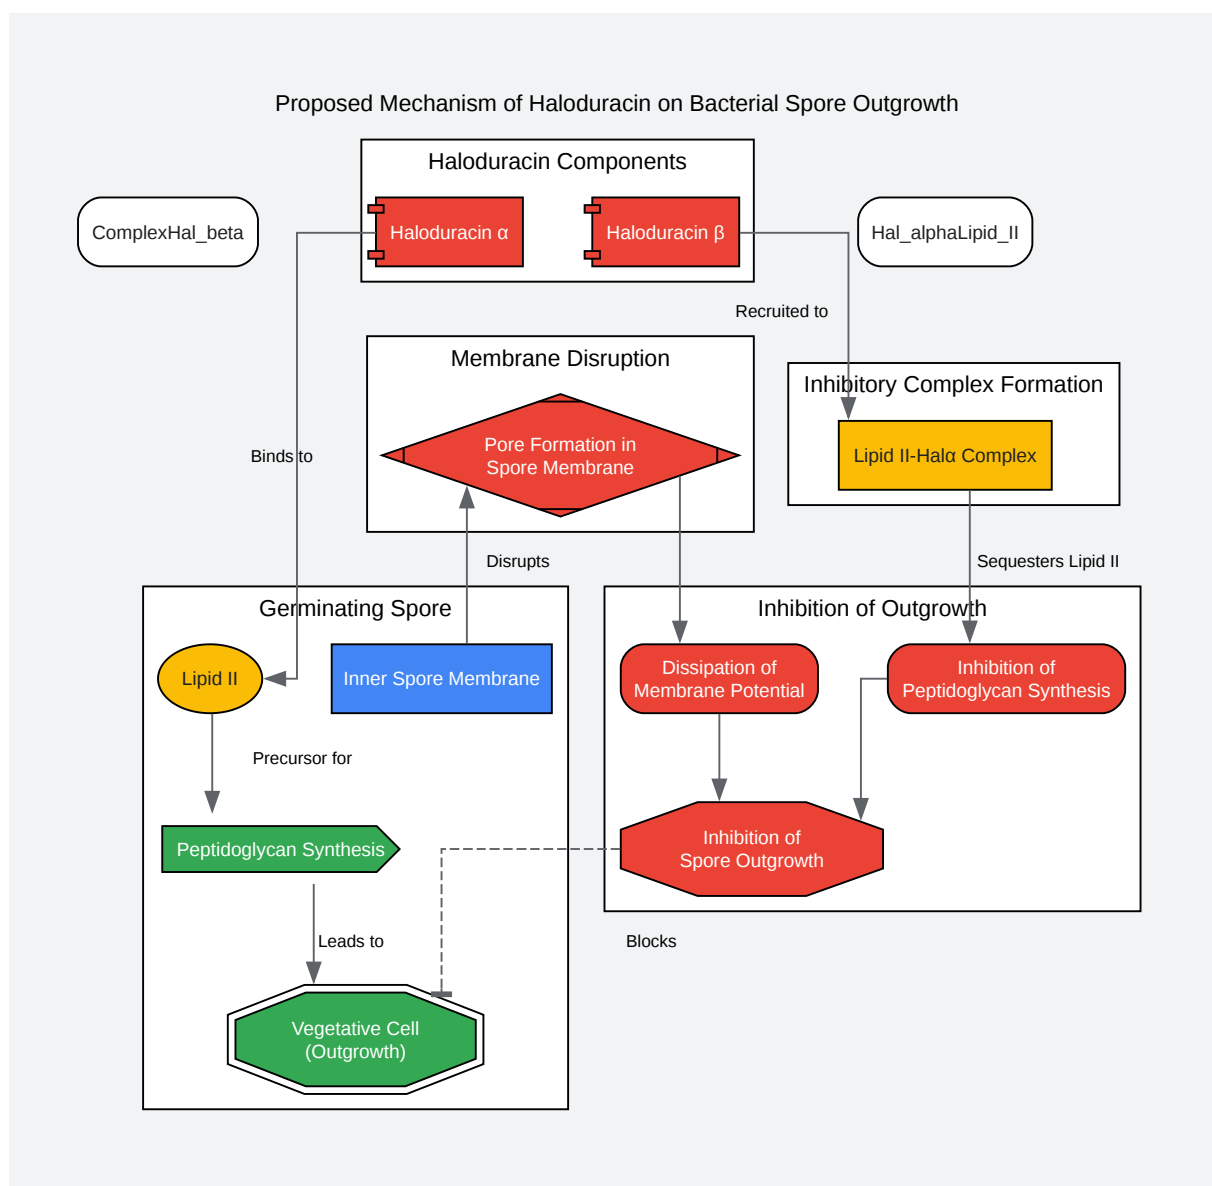 Proposed Mechanism of Haloduracin on Bacterial Spore Outgrowth
Haloduracin Components
ComplexHal_beta
Haloduracin α
Haloduracin β
Hal_alphaLipid_II
Recruited to
Membrane Disruption
Inhibitory Complex Formation
Pore Formation in
Spore Membrane
Binds to
Lipid II-Halα Complex
Disrupts
Sequesters Lipid II
Germinating Spore
Inhibition of Outgrowth
Lipid II
Inner Spore Membrane
Dissipation of
Membrane Potential
Inhibition of
Peptidoglycan Synthesis
Precursor for
Peptidoglycan Synthesis
Inhibition of
Spore Outgrowth
Leads to
Blocks
Vegetative Cell
(Outgrowth)